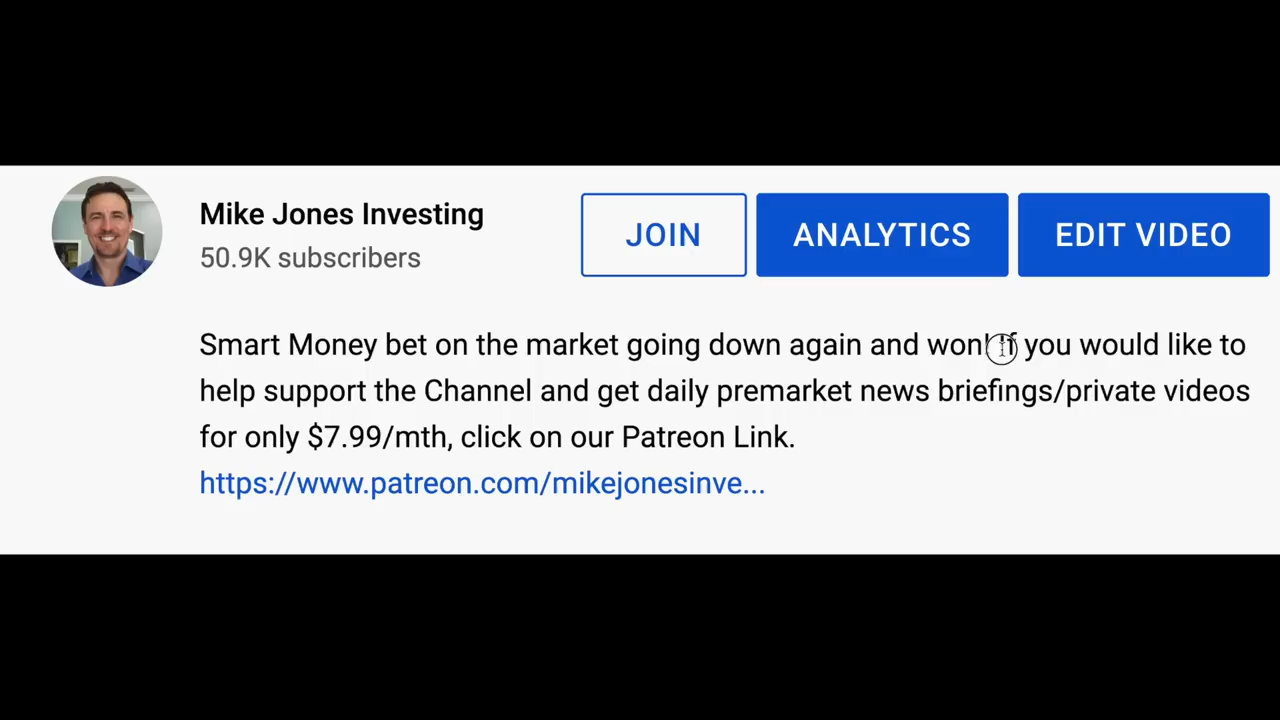 Mike Jones Investing
50.9K subscribers
JOIN
ANALYTICS
EDIT VIDEO
Smart Money bet on the market going down again and won! If you would like to
help support the Channel and get daily premarket news briefings/private videos
for only $7.99/mth, click on our Patreon Link.
https://www.patreon.com/mikejonesinve...